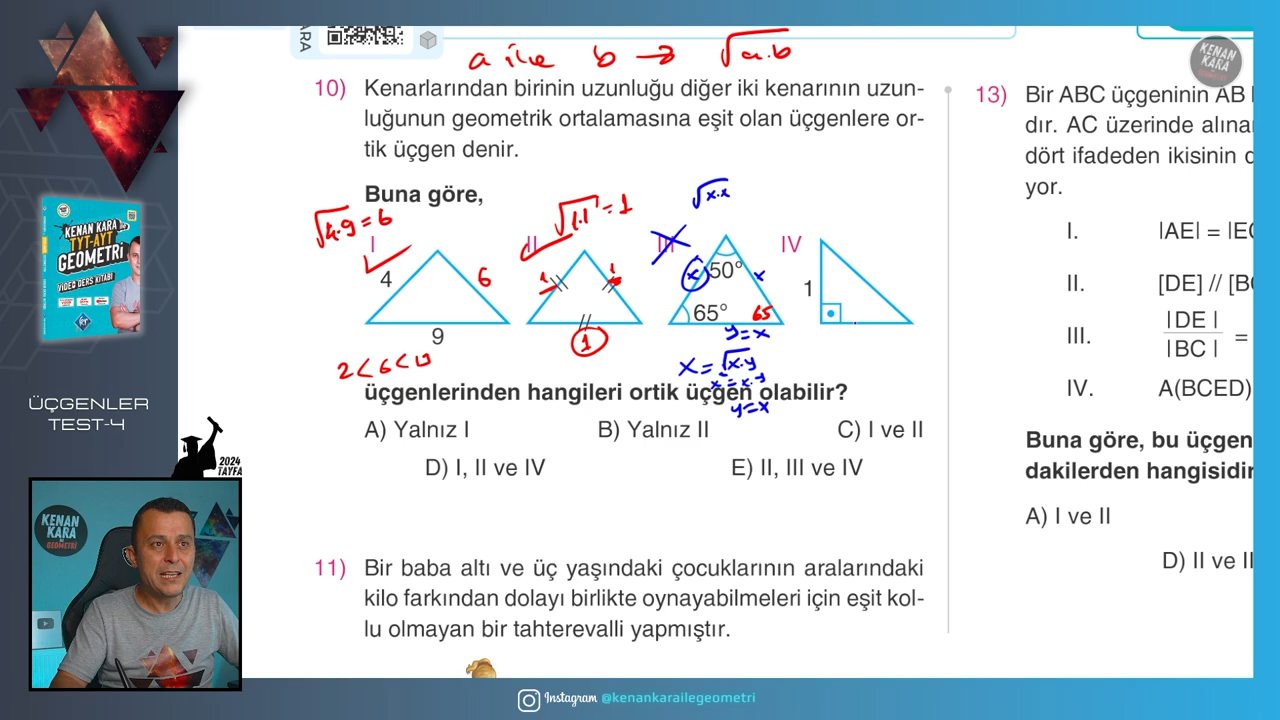 ARA
a ile b → √a.b
10) Kenarlarından birinin uzunluğu diğer iki kenarının uzun-
luğunun geometrik ortalamasına eşit olan üçgenlere or-
tik üçgen denir.
Buna göre,
√4.9 = 6
√1.1 = 1
√x.x
I
II
III
IV
4
6
9
1
1
1
x
50°
x
65°
65
1
y = x
2 < 6 < 13
x = √x.y
x² = x.y
y = x
üçgenlerinden hangileri ortik üçgen olabilir?
A) Yalnız I B) Yalnız II C) I ve II
D) I, II ve IV E) II, III ve IV
11) Bir baba altı ve üç yaşındaki çocuklarının aralarındaki
kilo farkından dolayı birlikte oynayabilmeleri için eşit kol-
lu olmayan bir tahterevalli yapmıştır.
13) Bir ABC üçgeninin AB
dır. AC üzerinde alına
dört ifadeden ikisinin d
yor.
I. |AE| = |EC
II. [DE] // [B
III. |DE| / |BC| =
IV. A(BCED)
Buna göre, bu üçgen
dakilerden hangisidir
A) I ve II
D) II ve II
KENAN
KARA
GEOMETRİ
KENAN KARA
TYT-AYT
GEOMETRİ
VİDEO DERS KİTABI
ÜÇGENLER
TEST-4
2024
TAYFA
KENAN
KARA
GEOMETRİ
Instagram @kenankarailegeometri